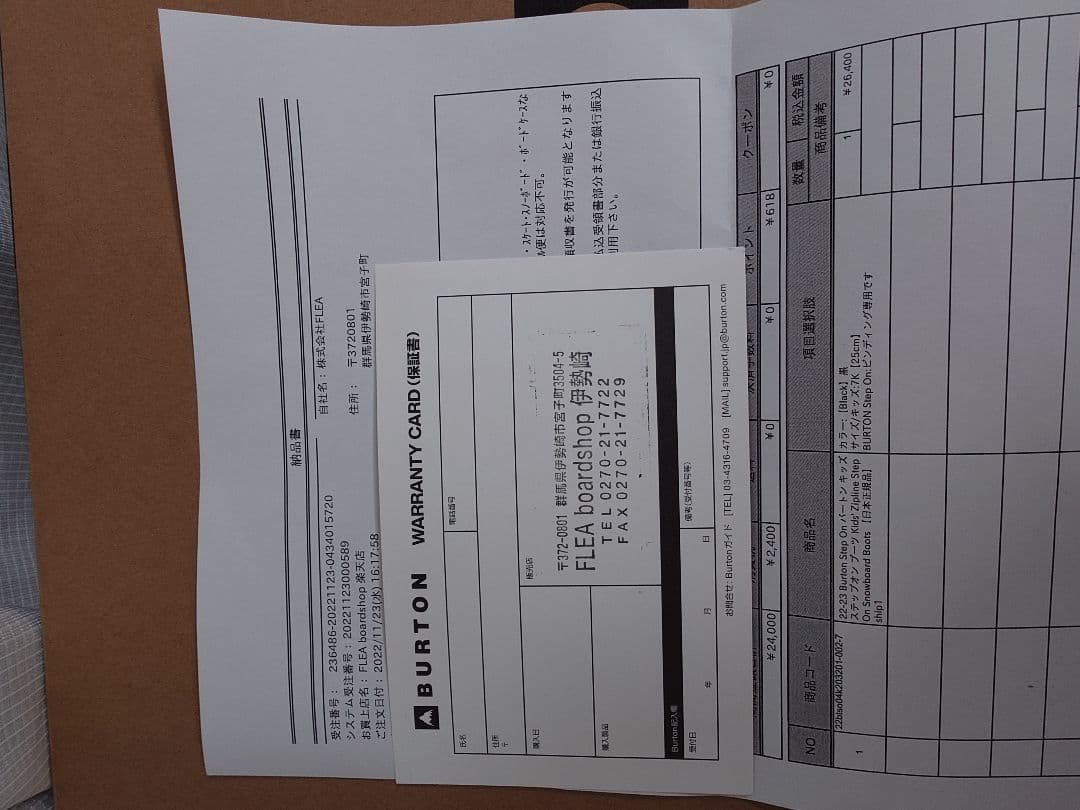 納品書
受注番号： 236486-20221123-0434015720
システム受注番号： 20221123000589
お買上店名： FLEA boardshop 楽天店
ご注文日付： 2022/11/23(水) 16:17:58
自社名： 株式会社FLEA
住所： 〒3720801
群馬県伊勢崎市宮子町
・スケート・スノーボード・ボードケースな
便は対応不可。
領収書を発行が可能となります
払込受領書部分または銀行振込
利用下さい。
BURTON WARRANTY CARD (保証書)
氏名
電話番号
住所
〒
購入日
販売店
〒372-0801 群馬県伊勢崎市宮子町3504-5
FLEA boardshop 伊勢崎
TEL 0270-21-7722
FAX 0270-21-7729
購入製品
Burton記入欄
受付日 年 月 日
備考(受付番号等)
お問合せ: Burtonガイド [TEL] 03-4316-4709 [MAIL] support.jp@burton.com
ポイント クーポン
¥24,000 ¥2,400 ¥0 ¥0 ¥618 ¥0
NO 商品コード 商品名 項目選択肢 数量 税込金額
商品備考
1 22btso04k203201-002-7 22-23 Burton Step On バートン キッズ カラー:【Black】黒 1 ¥26,400
ステップオン ブーツ Kids' Zipline Step サイズ/キッズ:7K【25cm】
On Snowboard Boots 【日本正規品】 BURTON Step On:ビンディング専用です
ship]